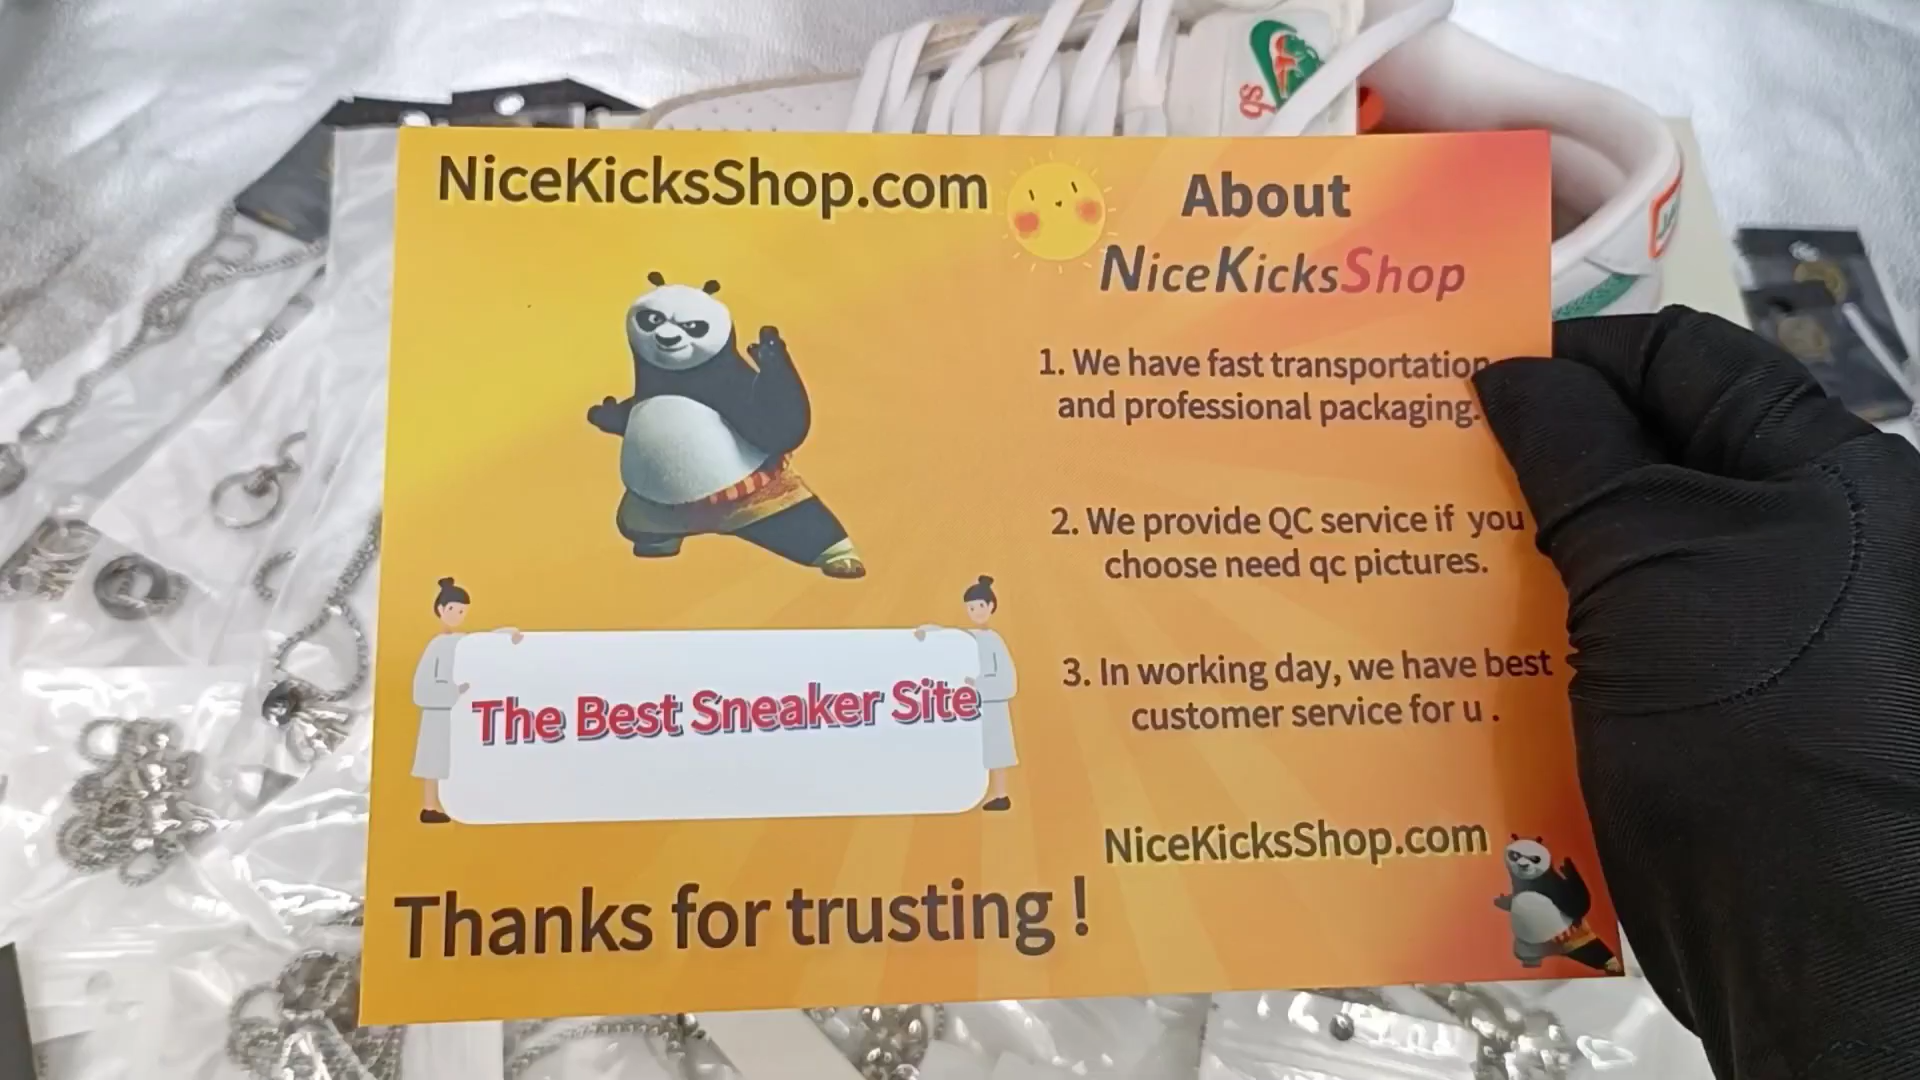 sb
NiceKicksShop.com
The Best Sneaker Site
Thanks for trusting !
About
NiceKicksShop
1. We have fast transportation
and professional packaging.
2. We provide QC service if you
choose need qc pictures.
3. In working day, we have best
customer service for u .
NiceKicksShop.com